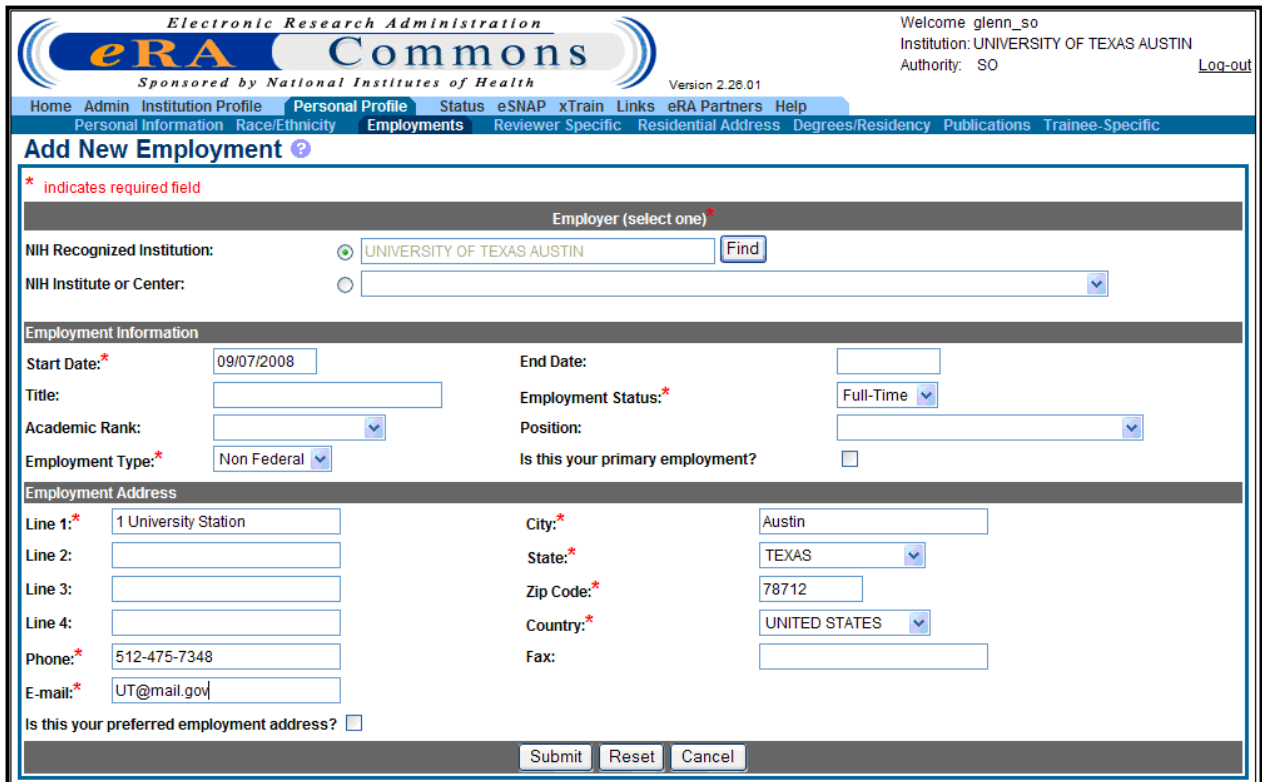 Electronic Research Administration
eRA Commons
Sponsored by National Institutes of Health
Version 2.26.01
Welcome glenn_so
Institution: UNIVERSITY OF TEXAS AUSTIN
Authority: SO Log-out
Home Admin Institution Profile Personal Profile Status eSNAP xTrain Links eRA Partners Help
Personal Information Race/Ethnicity Employments Reviewer Specific Residential Address Degrees/Residency Publications Trainee-Specific
Add New Employment ?
* indicates required field
Employer (select one)*
NIH Recognized Institution: UNIVERSITY OF TEXAS AUSTIN Find
NIH Institute or Center:
Employment Information
Start Date:* 09/07/2008 End Date:
Title: Employment Status:* Full-Time
Academic Rank: Position:
Employment Type:* Non Federal Is this your primary employment?
Employment Address
Line 1:* 1 University Station City:* Austin
Line 2: State:* TEXAS
Line 3: Zip Code:* 78712
Line 4: Country:* UNITED STATES
Phone:* 512-475-7348 Fax:
E-mail:* UT@mail.gov
Is this your preferred employment address?
Submit Reset Cancel